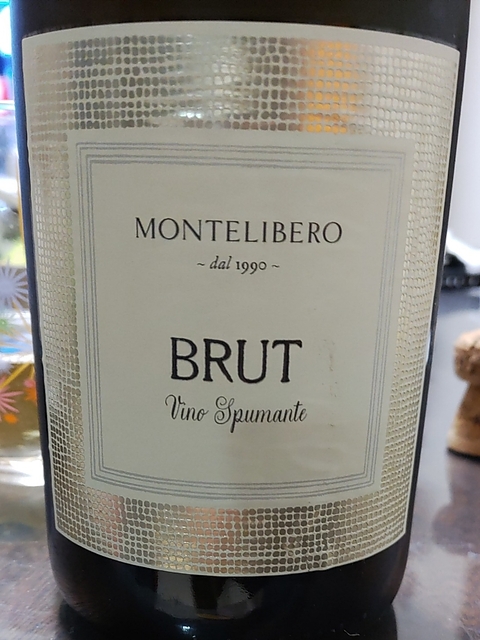 MONTELIBERO
~ dal 1990 ~
BRUT
Vino Spumante